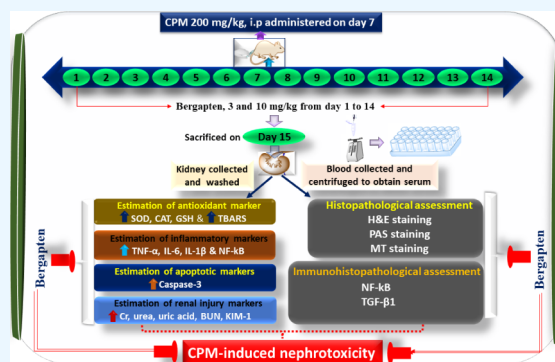 CPM 200 mg/kg, i.p administered on day 7
1 2 3 4 5 6 7 8 9 10 11 12 13 14
Bergapten, 3 and 10 mg/kg from day 1 to 14
Sacrificed on Day 15
Kidney collected
and washed
Blood collected and
centrifuged to obtain serum
Estimation of antioxidant marker
SOD, CAT, GSH & TBARS
Estimation of inflammatory markers
TNF-α, IL-6, IL-1β & NF-kB
Estimation of apoptotic markers
Caspase-3
Estimation of renal injury markers
Cr, urea, uric acid, BUN, KIM-1
Histopathological assessment
H&E staining
PAS staining
MT staining
Immunohistopathological assessment
NF-kB
TGF-β1
Bergapten
Bergapten
CPM-induced nephrotoxicity